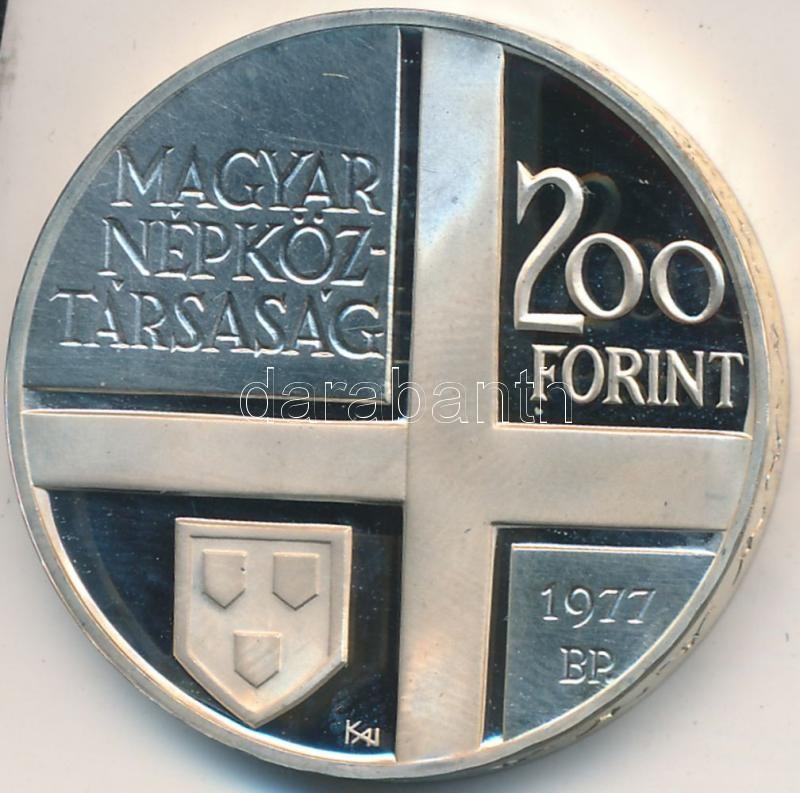 MAGYAR
NÉPKÖZ-
TÁRSASÁG
200
FORINT
darabanth
1977
BP.